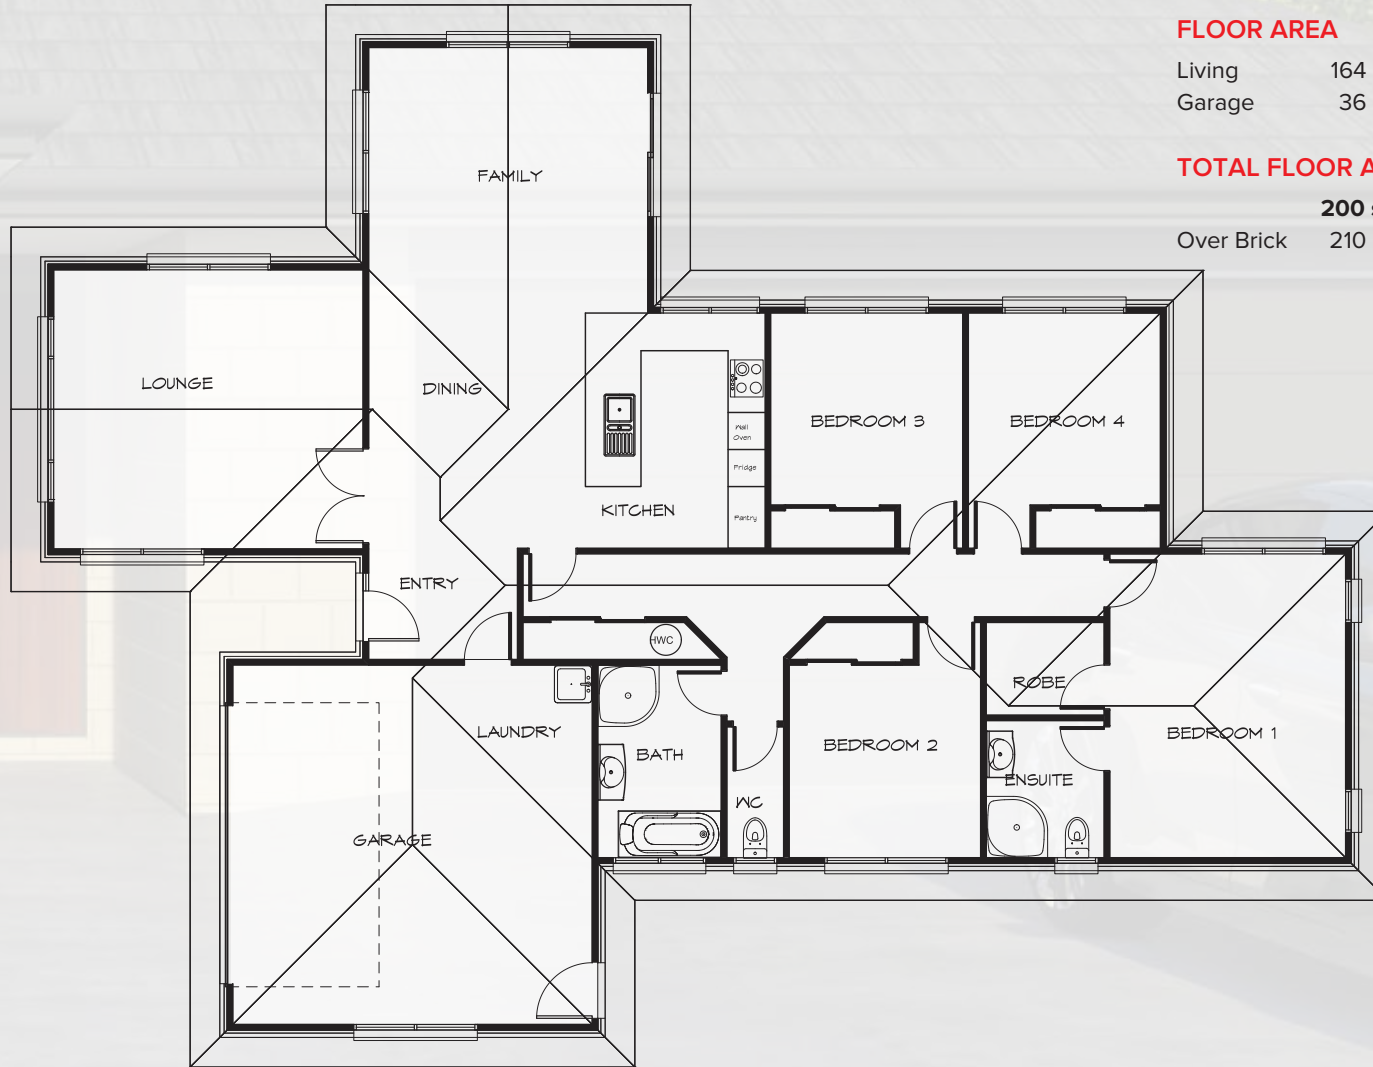 FLOOR AREA
Living 164
Garage 36
TOTAL FLOOR A
200
Over Brick 210
FAMILY
LOUNGE
DINING
BEDROOM 3
BEDROOM 4
Wall
Oven
Fridge
KITCHEN
Pantry
ENTRY
HWC
ROBE
LAUNDRY
BEDROOM 1
BATH
BEDROOM 2
ENSUITE
WC
GARAGE